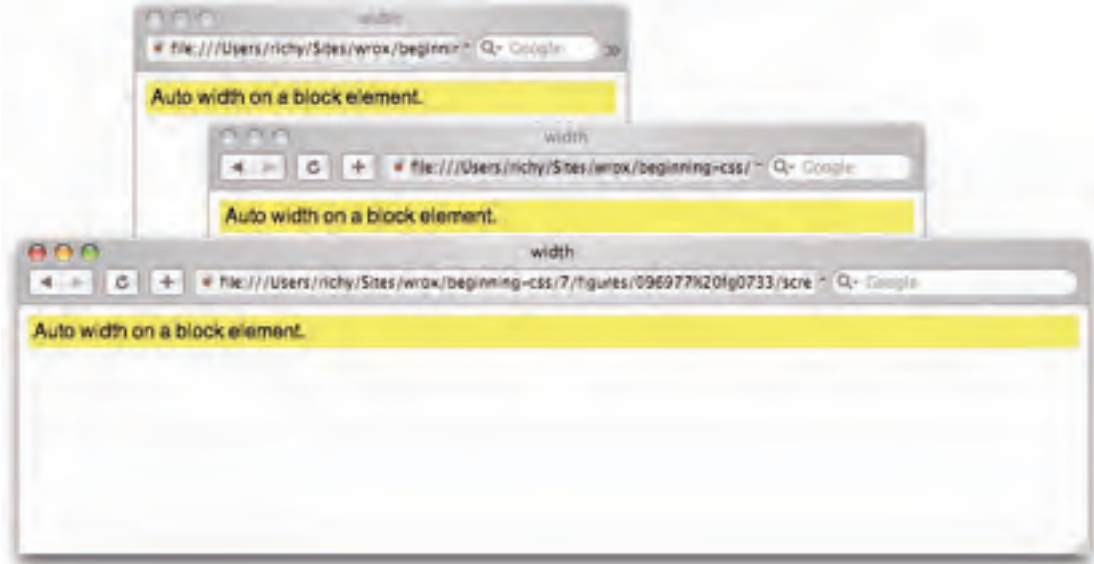 width
file:///Users/richy/Sites/wrox/beginnin Google
Auto width on a block element.
width
file:///Users/richy/Sites/wrox/beginning-css/ Google
Auto width on a block element.
width
file:///Users/richy/Sites/wrox/beginning-css/7/figures/096977%20fg0733/scre Google
Auto width on a block element.